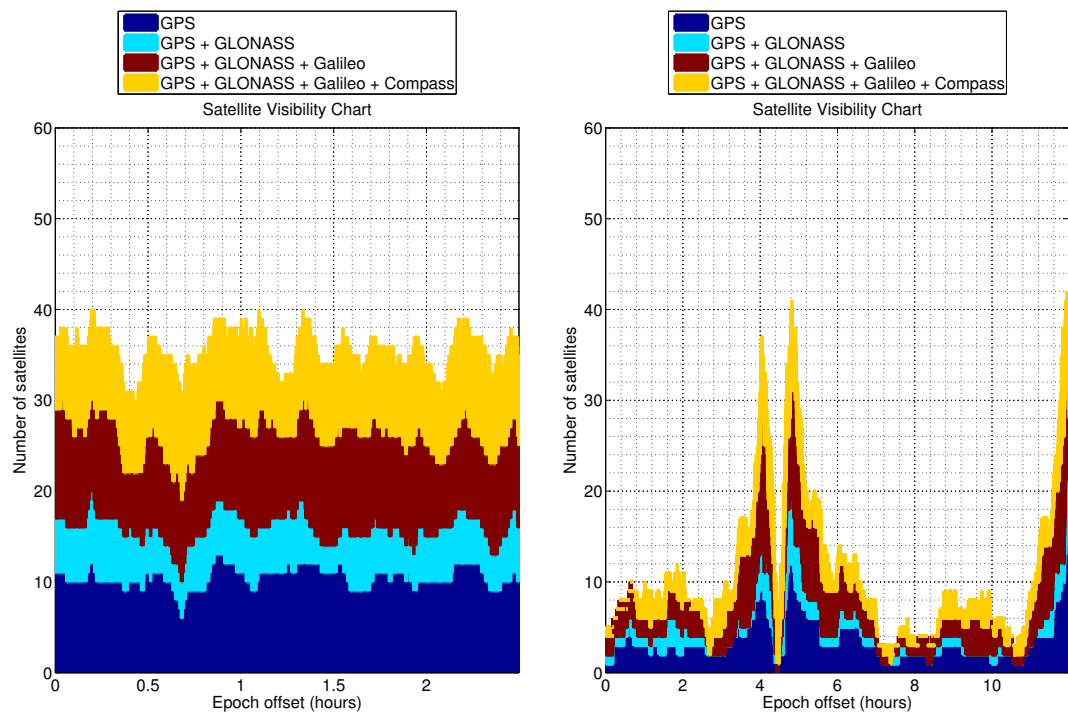 GPS
GPS + GLONASS
GPS + GLONASS + Galileo
GPS + GLONASS + Galileo + Compass
Satellite Visibility Chart
60
50
40
30
20
10
0
Number of satellites
0
0.5
1
1.5
2
Epoch offset (hours)
GPS
GPS + GLONASS
GPS + GLONASS + Galileo
GPS + GLONASS + Galileo + Compass
Satellite Visibility Chart
60
50
40
30
20
10
0
Number of satellites
0
2
4
6
8
10
Epoch offset (hours)